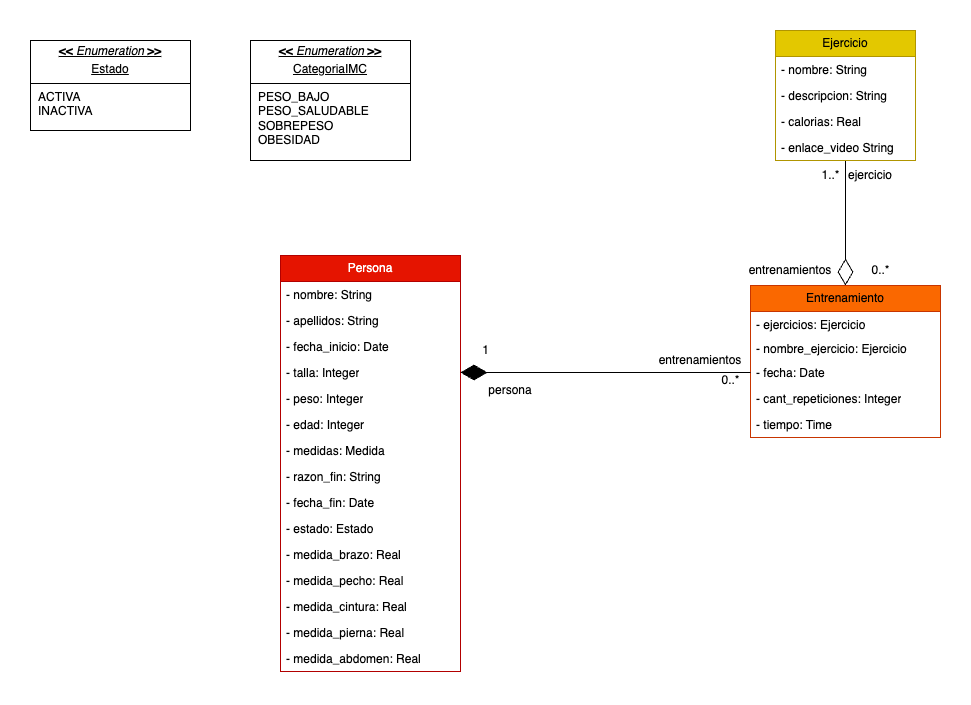 << Enumeration >>
Estado
ACTIVA
INACTIVA
<< Enumeration >>
CategoriaIMC
PESO_BAJO
PESO_SALUDABLE
SOBREPESO
OBESIDAD
Ejercicio
- nombre: String
- descripcion: String
- calorias: Real
- enlace_video String
1..* ejercicio
entrenamientos 0..*
Persona
- nombre: String
- apellidos: String
- fecha_inicio: Date
- talla: Integer
- peso: Integer
- edad: Integer
- medidas: Medida
- razon_fin: String
- fecha_fin: Date
- estado: Estado
- medida_brazo: Real
- medida_pecho: Real
- medida_cintura: Real
- medida_pierna: Real
- medida_abdomen: Real
1
persona
entrenamientos
0..*
Entrenamiento
- ejercicios: Ejercicio
- nombre_ejercicio: Ejercicio
- fecha: Date
- cant_repeticiones: Integer
- tiempo: Time